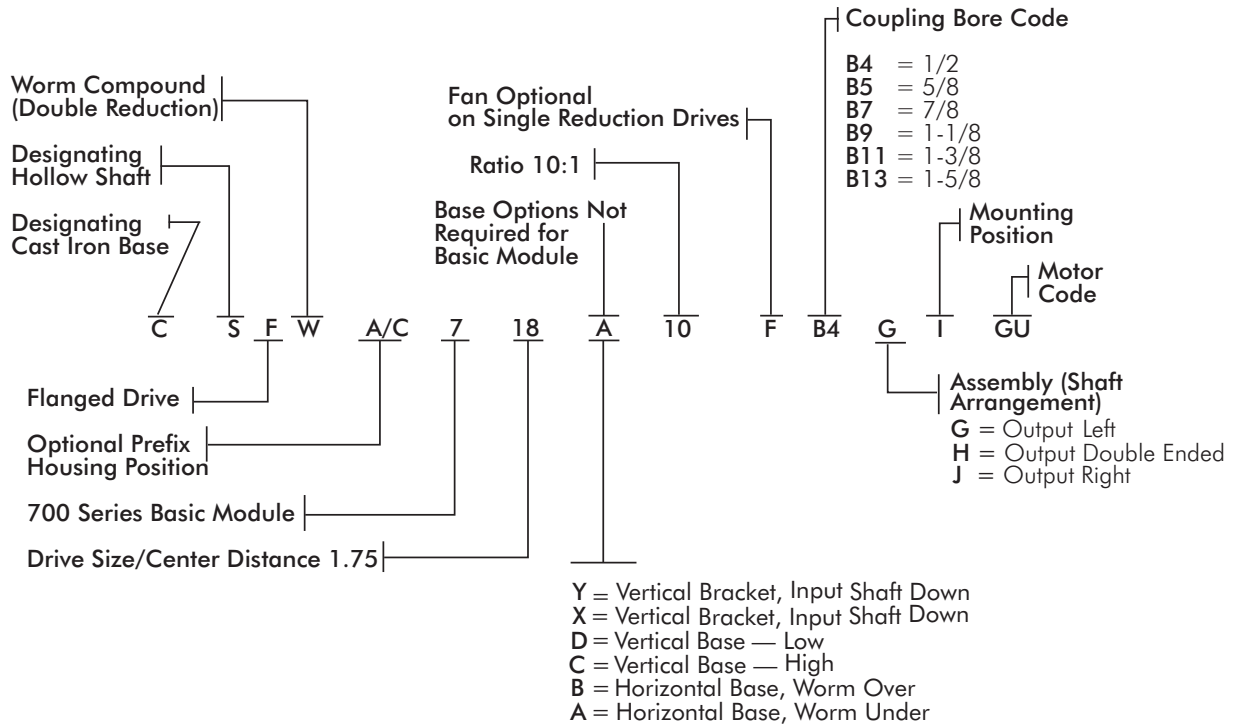 Coupling Bore Code
B4 = 1/2
B5 = 5/8
B7 = 7/8
B9 = 1-1/8
B11 = 1-3/8
B13 = 1-5/8
Worm Compound
(Double Reduction)
Fan Optional
on Single Reduction Drives
Designating
Hollow Shaft
Ratio 10:1
Designating
Cast Iron Base
Base Options Not
Required for
Basic Module
Mounting
Position
Motor
Code
C S F W A/C 7 18 A 10 F B4 G I GU
Flanged Drive
Optional Prefix
Housing Position
700 Series Basic Module
Drive Size/Center Distance 1.75
Assembly (Shaft
Arrangement)
G = Output Left
H = Output Double Ended
J = Output Right
Y = Vertical Bracket, Input Shaft Down
X = Vertical Bracket, Input Shaft Down
D = Vertical Base — Low
C = Vertical Base — High
B = Horizontal Base, Worm Over
A = Horizontal Base, Worm Under